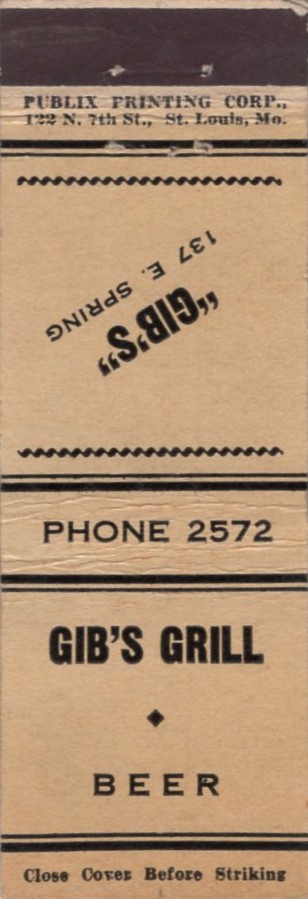 PUBLIX PRINTING CORP.,
122 N. 7th St., St. Louis, Mo.
"GIB'S"
137 E. SPRING
PHONE 2572
GIB'S GRILL
BEER
Close Cover Before Striking